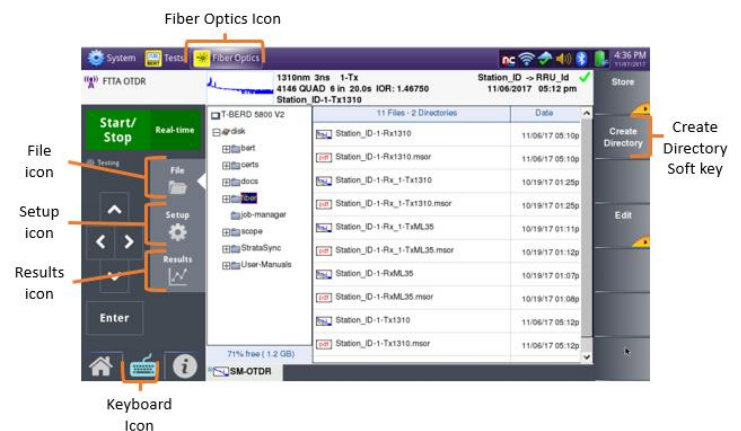 Fiber Optics Icon
System
Tests
Fiber Optics
4:36 PM
11/07/2017
FTTA OTDR
1310nm 3ns 1-Tx
4146 QUAD 6 in 20.0s IOR: 1.46750
Station_ID-1-Tx1310
Station_ID -> RRU_Id
11/06/2017 05:12 pm
Store
Start/
Stop
Real-time
Testing
File
Setup
Results
Enter
T-BERD 5800 V2
disk
bert
certs
docs
fiber
job-manager
scope
StrataSync
User-Manuals
71% free ( 1.2 GB)
11 Files - 2 Directories
Date
Station_ID-1-Rx1310
11/06/17 05:10p
Station_ID-1-Rx1310.msor
11/06/17 05:10p
Station_ID-1-Rx_1-Tx1310
10/19/17 01:25p
Station_ID-1-Rx_1-Tx1310.msor
10/19/17 01:25p
Station_ID-1-Rx_1-TxML35
10/19/17 01:11p
Station_ID-1-Rx_1-TxML35.msor
10/19/17 01:12p
Station_ID-1-RxML35
10/19/17 01:07p
Station_ID-1-RxML35.msor
10/19/17 01:08p
Station_ID-1-Tx1310
11/06/17 05:12p
Station_ID-1-Tx1310.msor
11/06/17 05:12p
Create
Directory
Edit
SM-OTDR
File
icon
Setup
icon
Results
icon
Create
Directory
Soft key
Keyboard
Icon